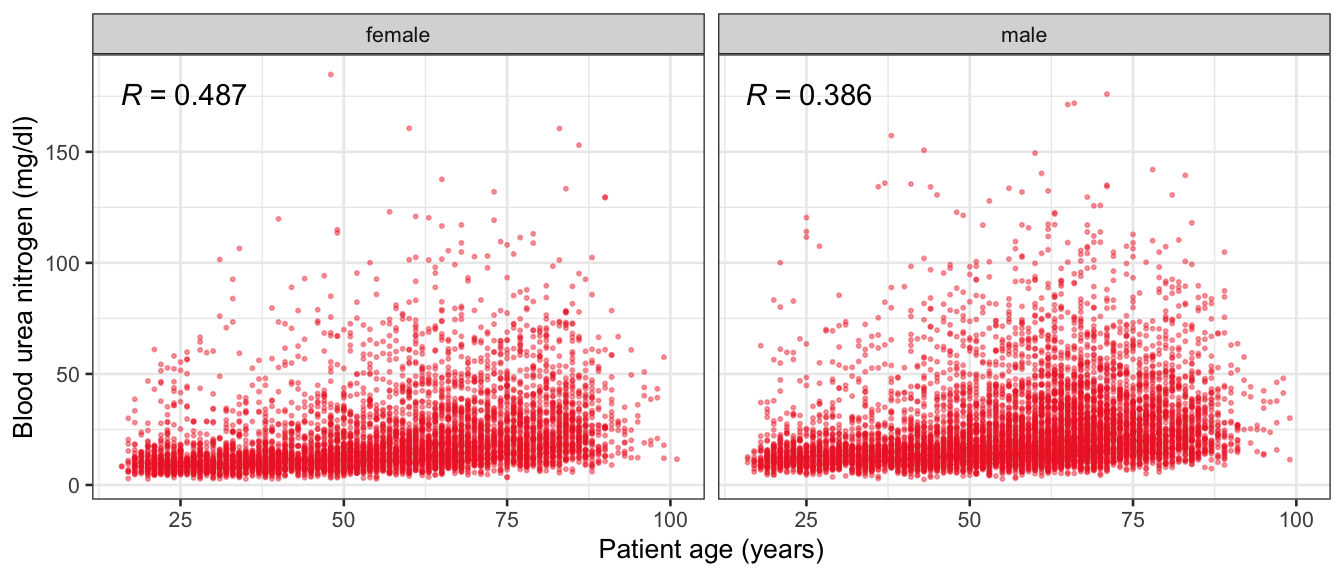 female
male
R = 0.487
R = 0.386
Blood urea nitrogen (mg/dl)
150
100
50
0
25 50 75 100
25 50 75 100
Patient age (years)